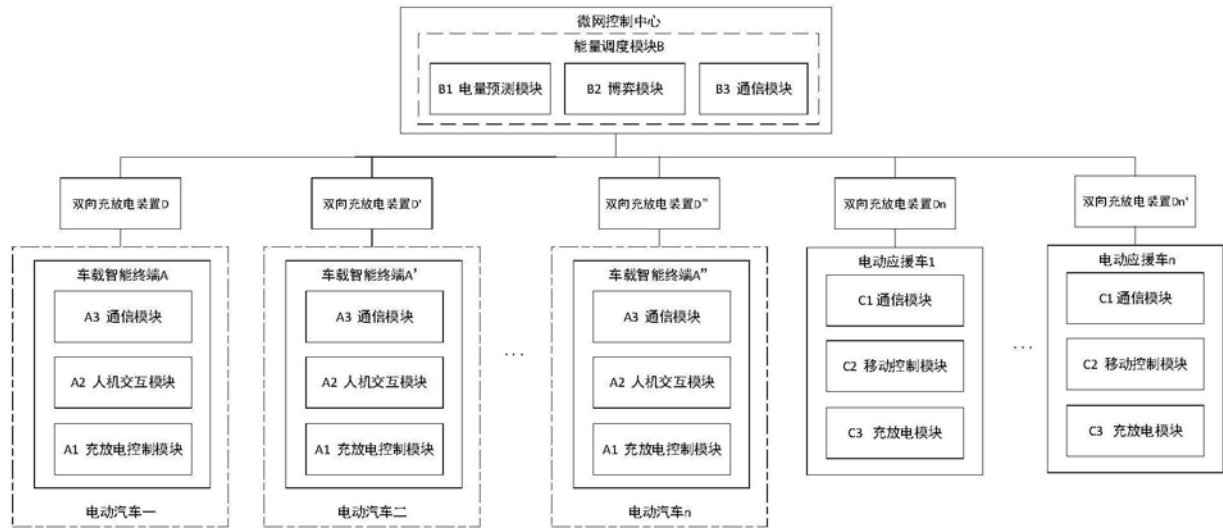 微网控制中心
能量调度模块B
B1 电量预测模块
B2 博弈模块
B3 通信模块
双向充放电装置D
双向充放电装置D'
双向充放电装置D"
双向充放电装置Dn
双向充放电装置Dn'
车载智能终端A
A3 通信模块
A2 人机交互模块
A1 充放电控制模块
电动汽车一
车载智能终端A'
A3 通信模块
A2 人机交互模块
A1 充放电控制模块
电动汽车二
...
车载智能终端A"
A3 通信模块
A2 人机交互模块
A1 充放电控制模块
电动汽车n
电动应援车1
C1通信模块
C2 移动控制模块
C3 充放电模块
...
电动应援车n
C1通信模块
C2 移动控制模块
C3 充放电模块